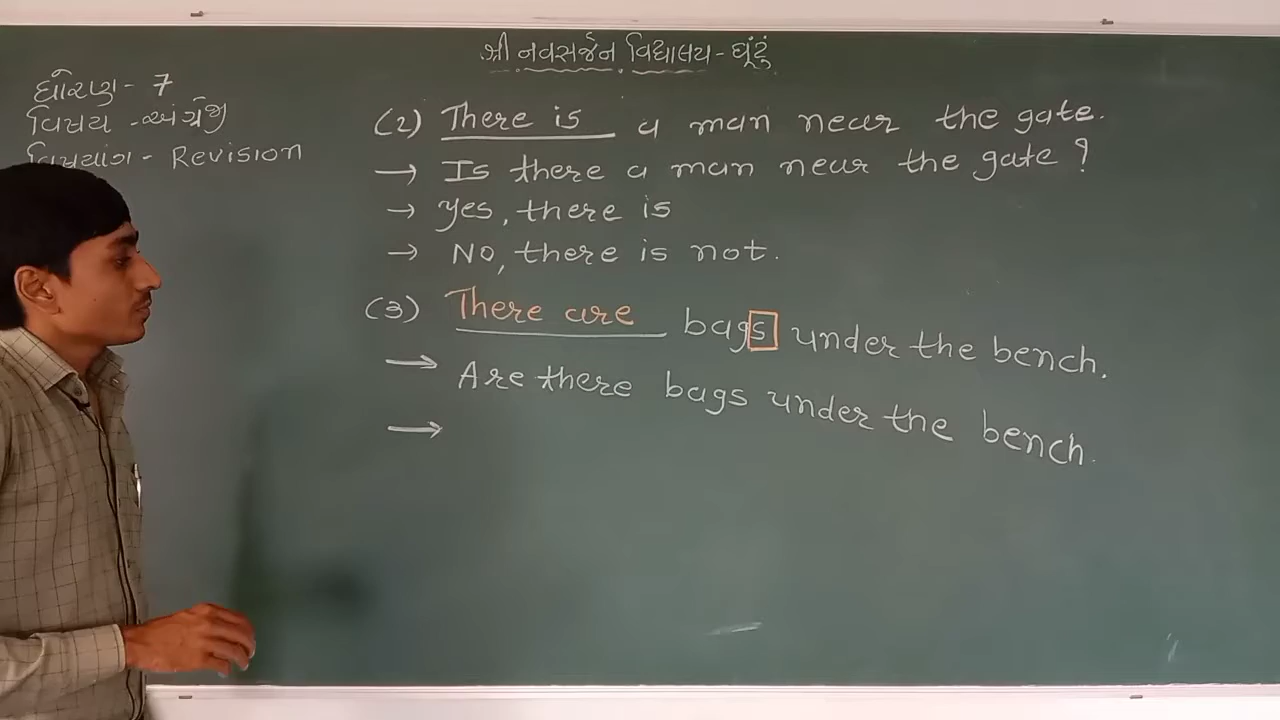 શ્રી નવસર્જન વિદ્યાલય - ઘૂંટું
ધોરણ - 7
વિષય - અંગ્રેજી
વિષયાંગ - Revision
(2) There is a man near the gate.
→ Is there a man near the gate ?
→ Yes, there is
→ No, there is not.
(3) There are bags under the bench.
→ Are there bags under the bench.
→